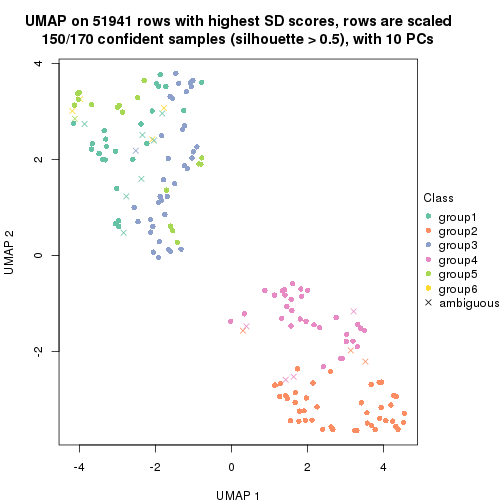 UMAP on 51941 rows with highest SD scores, rows are scaled
150/170 confident samples (silhouette > 0.5), with 10 PCs
4
2
0
-2
UMAP 2
-4
-2
0
2
4
UMAP 1
Class
group1
group2
group3
group4
group5
group6
ambiguous